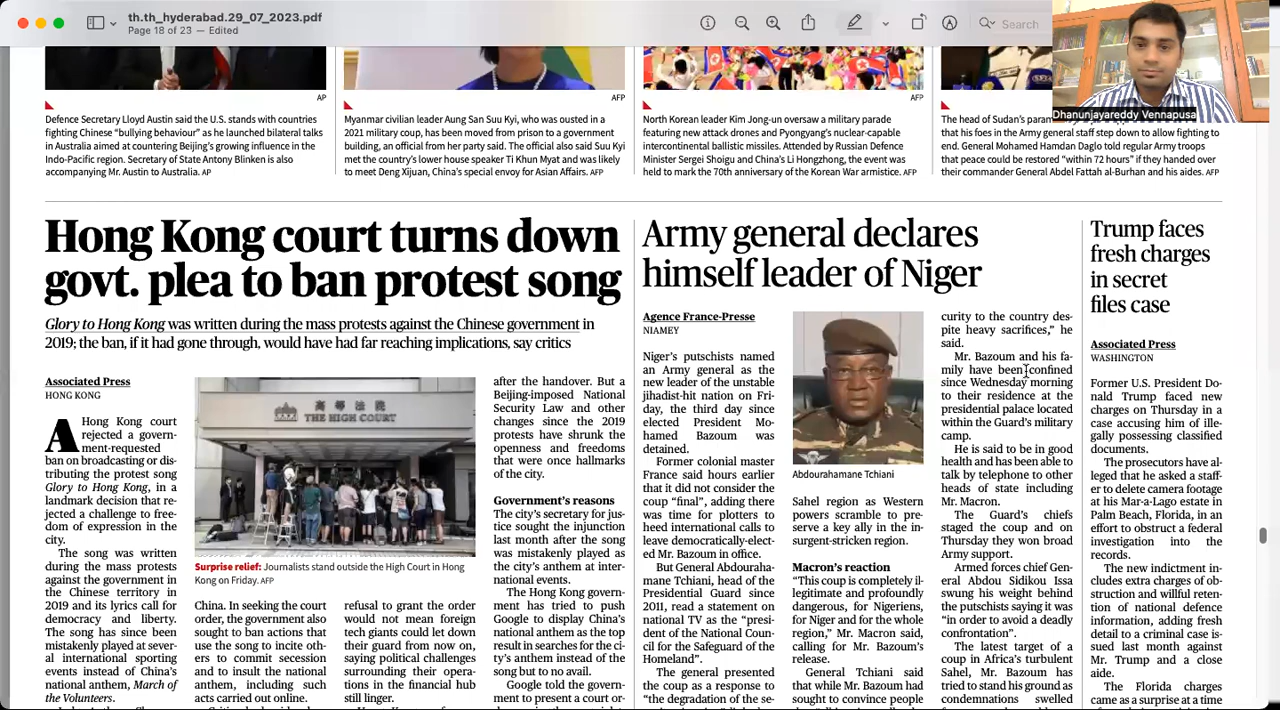 th.th_hyderabad.29_07_2023.pdf
Page 18 of 23 — Edited
Search
Dhanunjayareddy Vennapusa
AP
Defence Secretary Lloyd Austin said the U.S. stands with countries
fighting Chinese “bullying behaviour” as he launched bilateral talks
in Australia aimed at countering Beijing’s growing influence in the
Indo-Pacific region. Secretary of State Antony Blinken is also
accompanying Mr. Austin to Australia. AP
AFP
Myanmar civilian leader Aung San Suu Kyi, who was ousted in a
2021 military coup, has been moved from prison to a government
building, an official from her party said. The official also said Suu Kyi
met the country’s lower house speaker Ti Khun Myat and was likely
to meet Deng Xijuan, China’s special envoy for Asian Affairs. AFP
AFP
North Korean leader Kim Jong-un oversaw a military parade
featuring new attack drones and Pyongyang’s nuclear-capable
intercontinental ballistic missiles. Attended by Russian Defence
Minister Sergei Shoigu and China’s Li Hongzhong, the event was
held to mark the 70th anniversary of the Korean War armistice. AFP
The head of Sudan’s param
that his foes in the Army general staff step down to allow fighting to
end. General Mohamed Hamdan Daglo told regular Army troops
that peace could be restored “within 72 hours” if they handed over
their commander General Abdel Fattah al-Burhan and his aides. AFP
Hong Kong court turns down
govt. plea to ban protest song
Glory to Hong Kong was written during the mass protests against the Chinese government in
2019; the ban, if it had gone through, would have had far reaching implications, say critics
Associated Press
HONG KONG
A Hong Kong court
rejected a govern-
ment-requested
ban on broadcasting or dis-
tributing the protest song
Glory to Hong Kong, in a
landmark decision that re-
jected a challenge to free-
dom of expression in the
city.
The song was written
during the mass protests
against the government in
the Chinese territory in
2019 and its lyrics call for
democracy and liberty.
The song has since been
mistakenly played at sever-
al international sporting
events instead of China’s
national anthem, March of
the Volunteers.
高等法院
THE HIGH COURT
Surprise relief: Journalists stand outside the High Court in Hong
Kong on Friday. AFP
China. In seeking the court
order, the government also
sought to ban actions that
use the song to incite oth-
ers to commit secession
and to insult the national
anthem, including such
acts carried out online.
refusal to grant the order
would not mean foreign
tech giants could let down
their guard from now on,
saying political challenges
surrounding their opera-
tions in the financial hub
still linger.
after the handover. But a
Beijing-imposed National
Security Law and other
changes since the 2019
protests have shrunk the
openness and freedoms
that were once hallmarks
of the city.
Government’s reasons
The city’s secretary for jus-
tice sought the injunction
last month after the song
was mistakenly played as
the city’s anthem at inter-
national events.
The Hong Kong govern-
ment has tried to push
Google to display China’s
national anthem as the top
result in searches for the ci-
ty’s anthem instead of the
song but to no avail.
Google told the govern-
ment to present a court or-
Army general declares
himself leader of Niger
Agence France-Presse
NIAMEY
Niger’s putschists named
an Army general as the
new leader of the unstable
jihadist-hit nation on Fri-
day, the third day since
elected President Mo-
hamed Bazoum was
detained.
Former colonial master
France said hours earlier
that it did not consider the
coup “final”, adding there
was time for plotters to
heed international calls to
leave democratically-elect-
ed Mr. Bazoum in office.
But General Abdouraha-
mane Tchiani, head of the
Presidential Guard since
2011, read a statement on
national TV as the “presi-
dent of the National Coun-
cil for the Safeguard of the
Homeland”.
The general presented
the coup as a response to
“the degradation of the se-
Abdourahamane Tchiani
Sahel region as Western
powers scramble to pre-
serve a key ally in the in-
surgent-stricken region.
Macron’s reaction
“This coup is completely il-
legitimate and profoundly
dangerous, for Nigeriens,
for Niger and for the whole
region,” Mr. Macron said,
calling for Mr. Bazoum’s
release.
General Tchiani said
that while Mr. Bazoum had
sought to convince people
curity to the country des-
pite heavy sacrifices,” he
said.
Mr. Bazoum and his fa-
mily have been confined
since Wednesday morning
to their residence at the
presidential palace located
within the Guard’s military
camp.
He is said to be in good
health and has been able to
talk by telephone to other
heads of state including
Mr. Macron.
The Guard’s chiefs
staged the coup and on
Thursday they won broad
Army support.
Armed forces chief Gen-
eral Abdou Sidikou Issa
swung his weight behind
the putschists saying it was
“in order to avoid a deadly
confrontation”.
The latest target of a
coup in Africa’s turbulent
Sahel, Mr. Bazoum has
tried to stand his ground as
condemnations swelled
Trump faces
fresh charges
in secret
files case
Associated Press
WASHINGTON
Former U.S. President Do-
nald Trump faced new
charges on Thursday in a
case accusing him of ille-
gally possessing classified
documents.
The prosecutors have al-
leged that he asked a staff-
er to delete camera footage
at his Mar-a-Lago estate in
Palm Beach, Florida, in an
effort to obstruct a federal
investigation into the
records.
The new indictment in-
cludes extra charges of ob-
struction and willful reten-
tion of national defence
information, adding fresh
detail to a criminal case is-
sued last month against
Mr. Trump and a close
aide.
The Florida charges
came as a surprise at a time